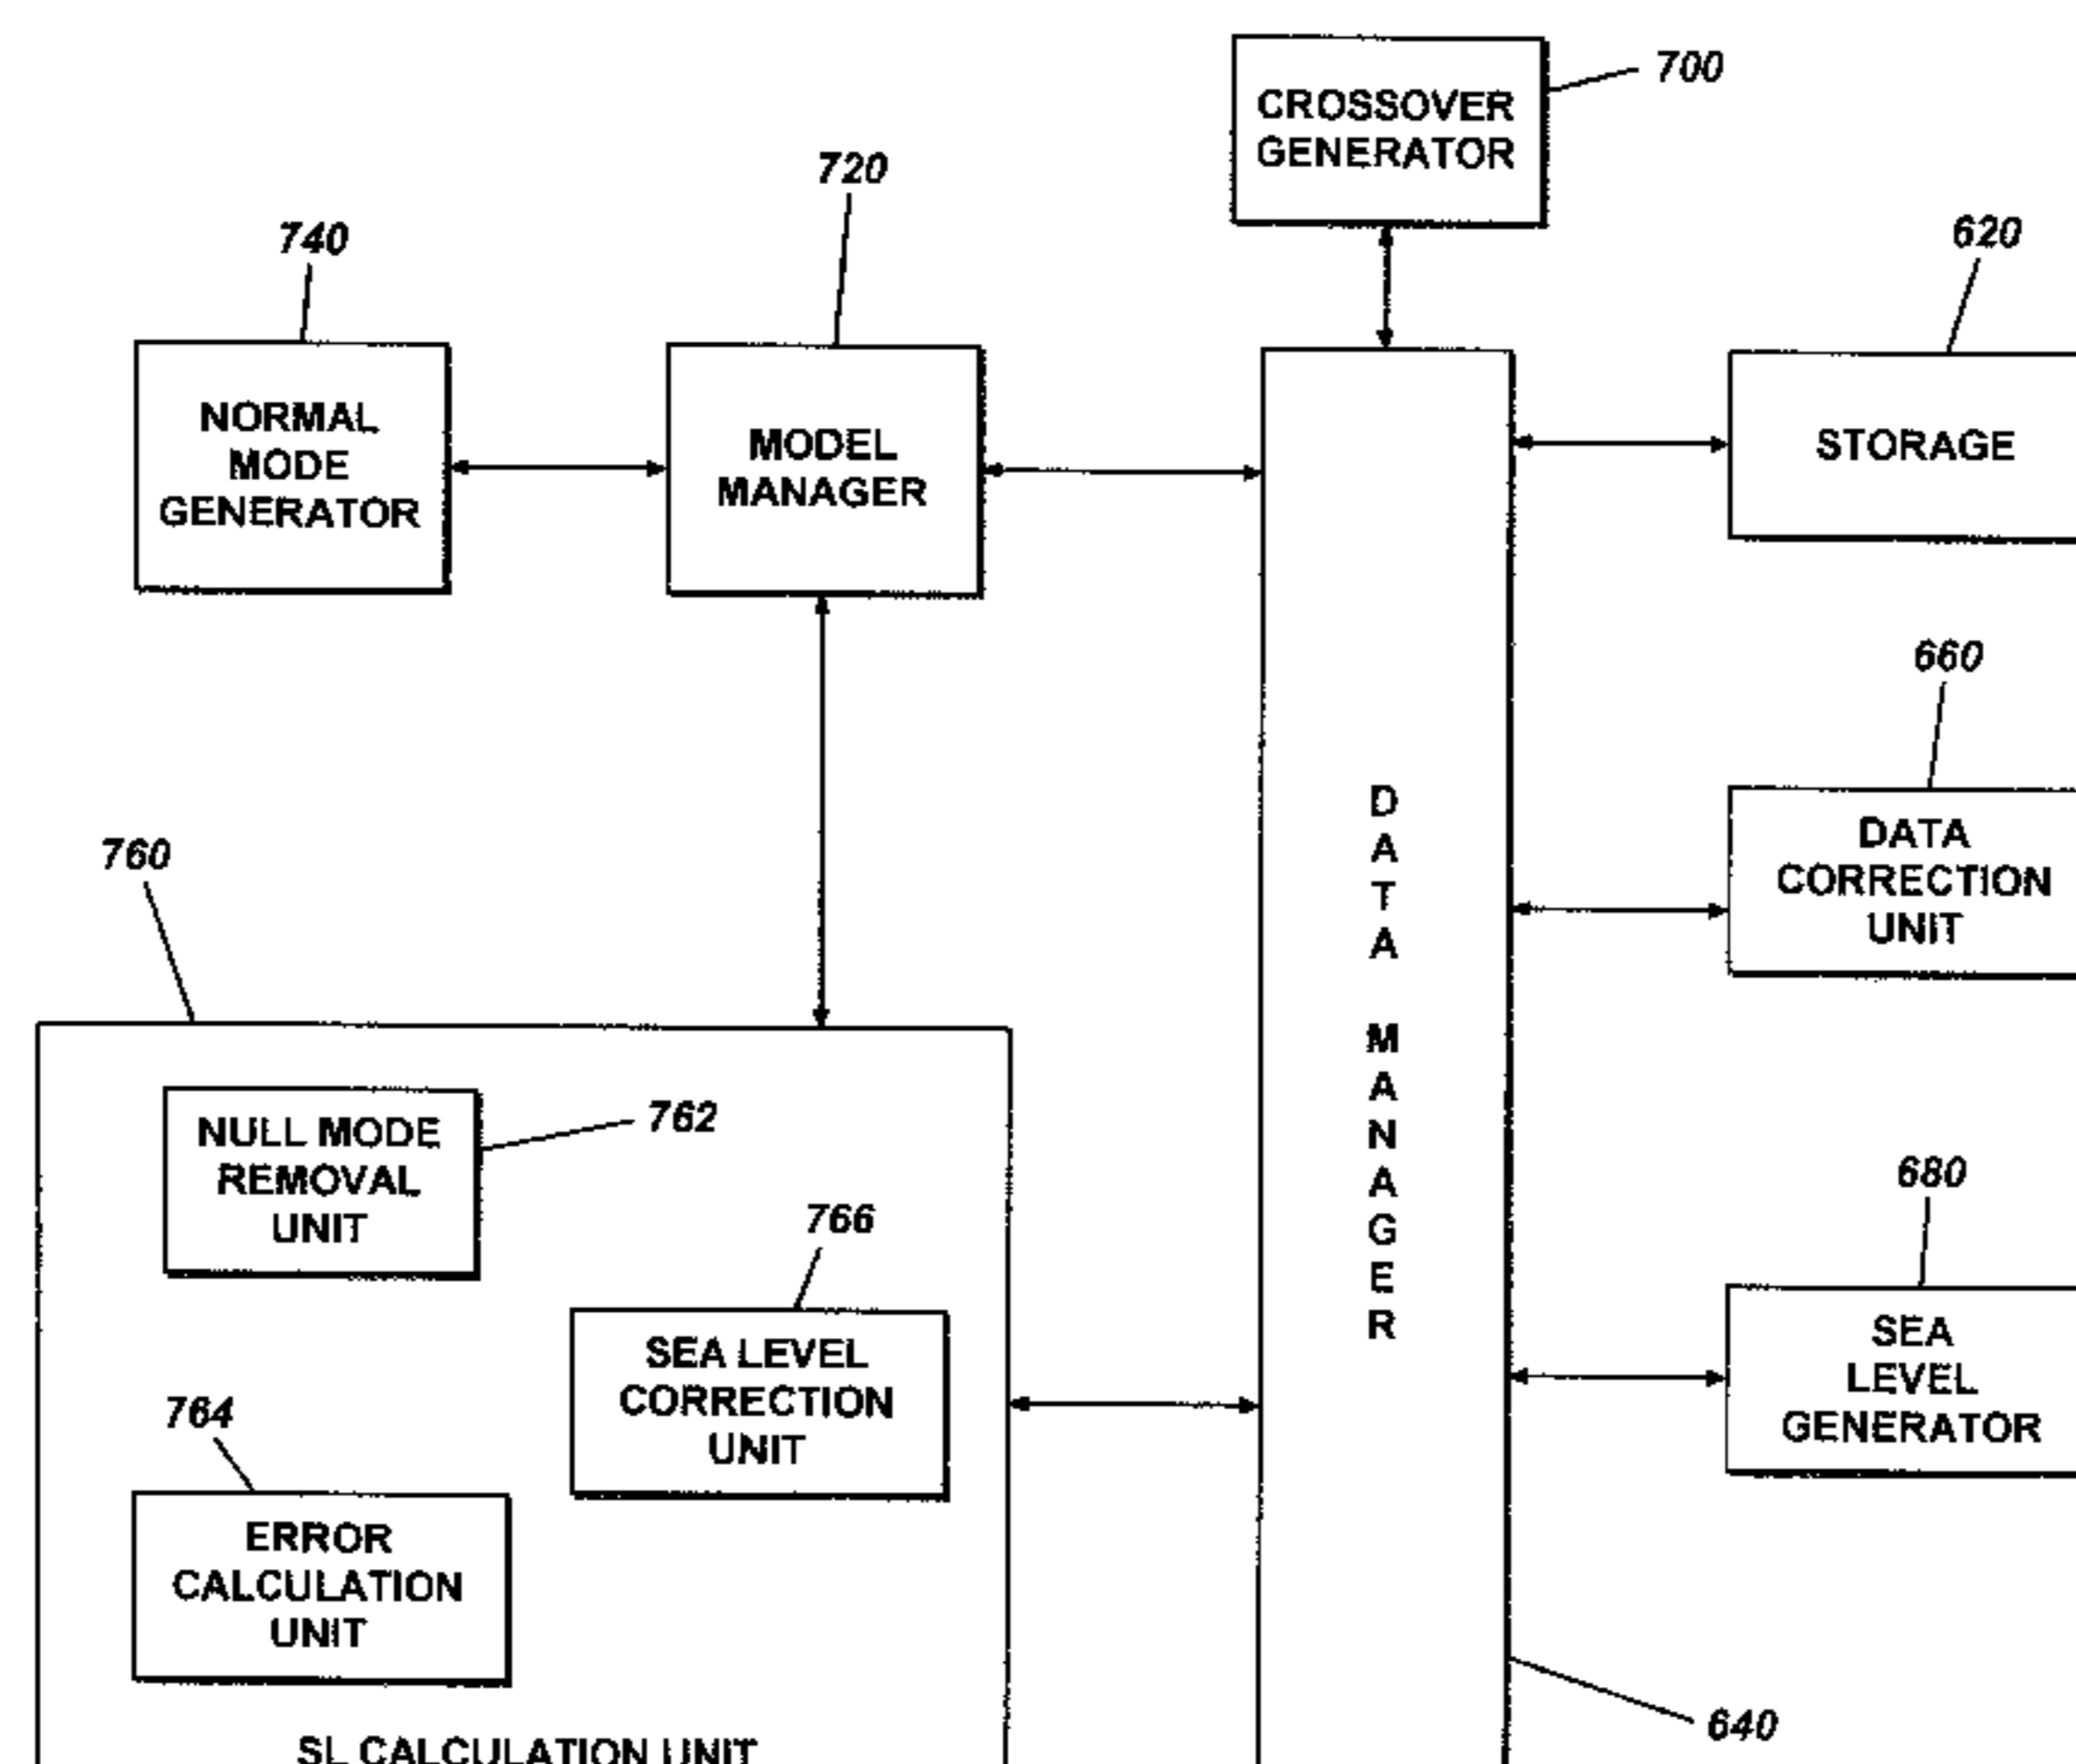 700
CROSSOVER
GENERATOR
720
740
620
NORMAL
MODE
GENERATOR
MODEL
MANAGER
STORAGE
660
DATA MANAGER
DATA
CORRECTION
UNIT
760
NULL MODE
REMOVAL
UNIT
762
766
680
SEA LEVEL
CORRECTION
UNIT
SEA
LEVEL
GENERATOR
764
ERROR
CALCULATION
UNIT
640
SL CALCULATION UNIT